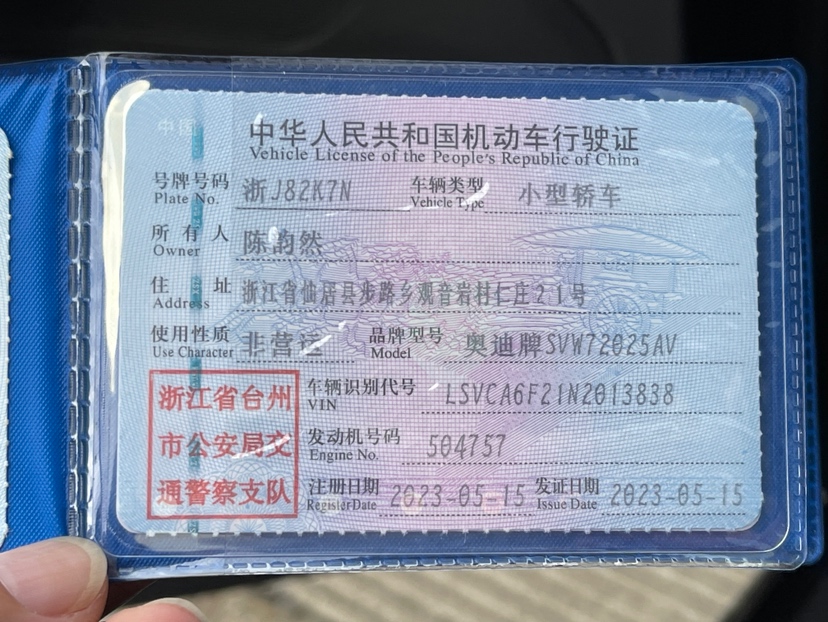 中国
中华人民共和国机动车行驶证
Vehicle License of the People's Republic of China
号牌号码 浙J82K7N 车辆类型 小型轿车
Plate No. Vehicle Type
所有人 陈韵然
Owner
住址 浙江省仙居县步路乡观音岩村仁庄21号
Address
使用性质 非营运 品牌型号 奥迪牌SVW72025AV
Use Character Model
浙江省台州
市公安局交
通警察支队
车辆识别代号 LSVCA6F21N2013838
VIN
发动机号码 504757
Engine No.
注册日期 2023-05-15 发证日期 2023-05-15
Register Date Issue Date